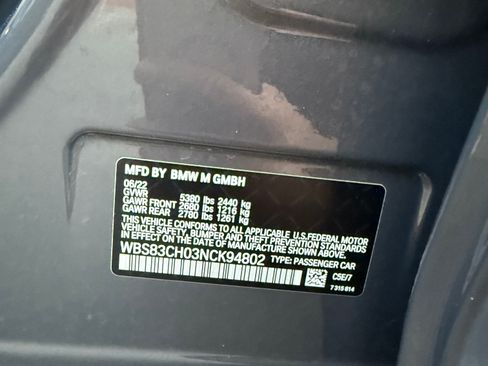 MFD BY BMW M GMBH
06/22
GVWR 5380 lbs 2440 kg
GAWR FRONT 2680 lbs 1216 kg
GAWR REAR 2780 lbs 1261 kg
THIS VEHICLE CONFORMS TO ALL APPLICABLE U.S. FEDERAL MOTOR
VEHICLE SAFETY, BUMPER AND THEFT PREVENTION STANDARDS IN
EFFECT ON THE DATE OF MANUFACTURE SHOWN ABOVE.
WBS83CH03NCK94802 TYPE: PASSENGER CAR
C5E/7
7 315 614